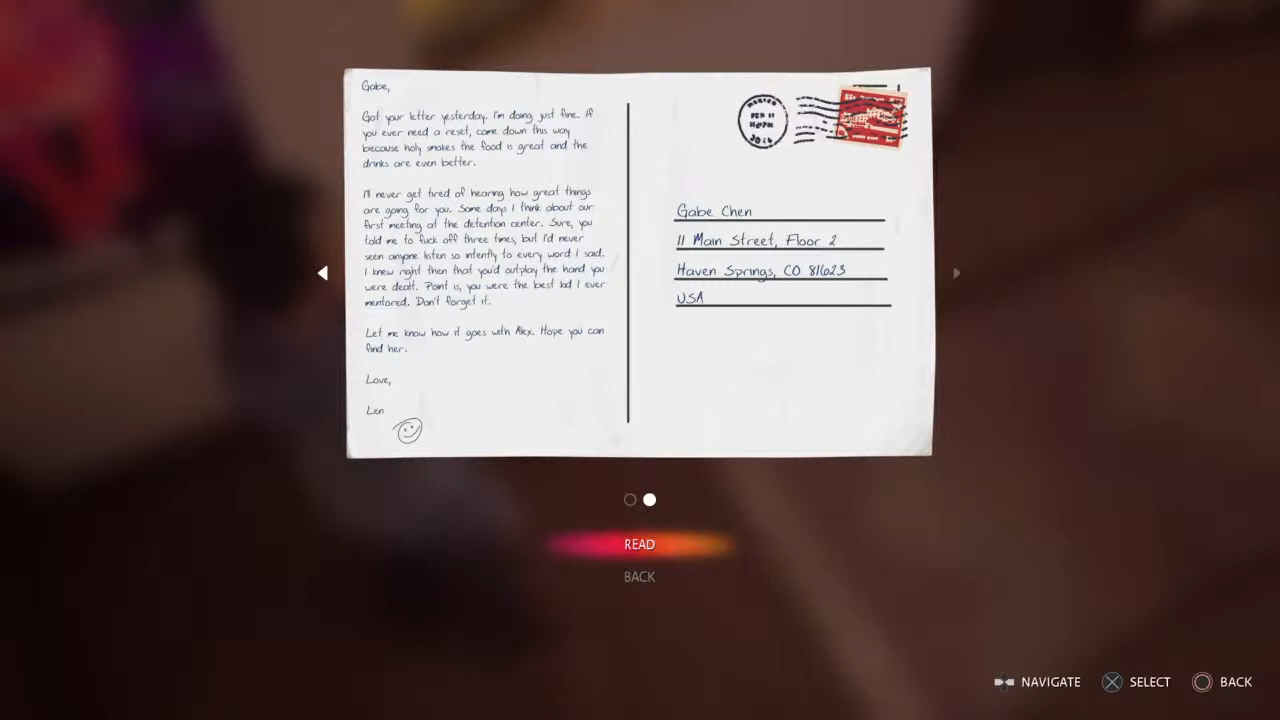 Gabe,
Got your letter yesterday. I'm doing just fine. If
you ever need a reset, come down this way
because holy smokes the food is great and the
drinks are even better.
I'll never get tired of hearing how great things
are going for you. Some days I think about our
first meeting at the detention center. Sure, you
told me to fuck off three times, but I'd never
seen anyone listen so intently to every word I said.
I knew right then that you'd outplay the hand you
were dealt. Point is, you were the best kid I ever
mentored. Don't forget it.
Let me know how it goes with Alex. Hope you can
find her.
Love,
Len
FEB 11
Gabe Chen
11 Main Street, Floor 2
Haven Springs, CO 81623
USA
READ
BACK
NAVIGATE SELECT BACK